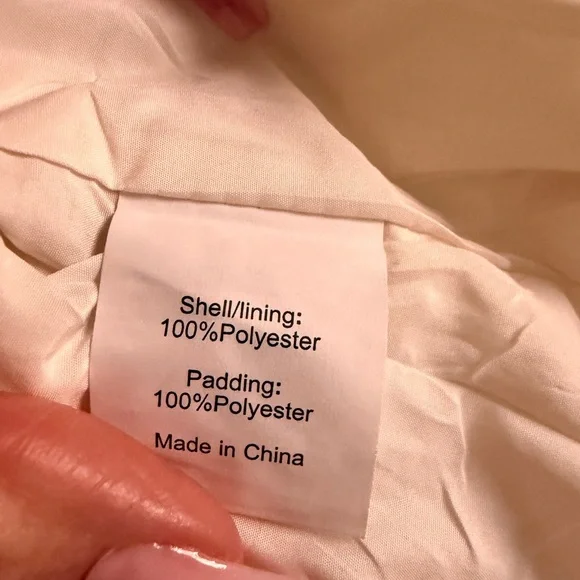 Shell/lining:
100%Polyester
Padding:
100%Polyester
Made in China